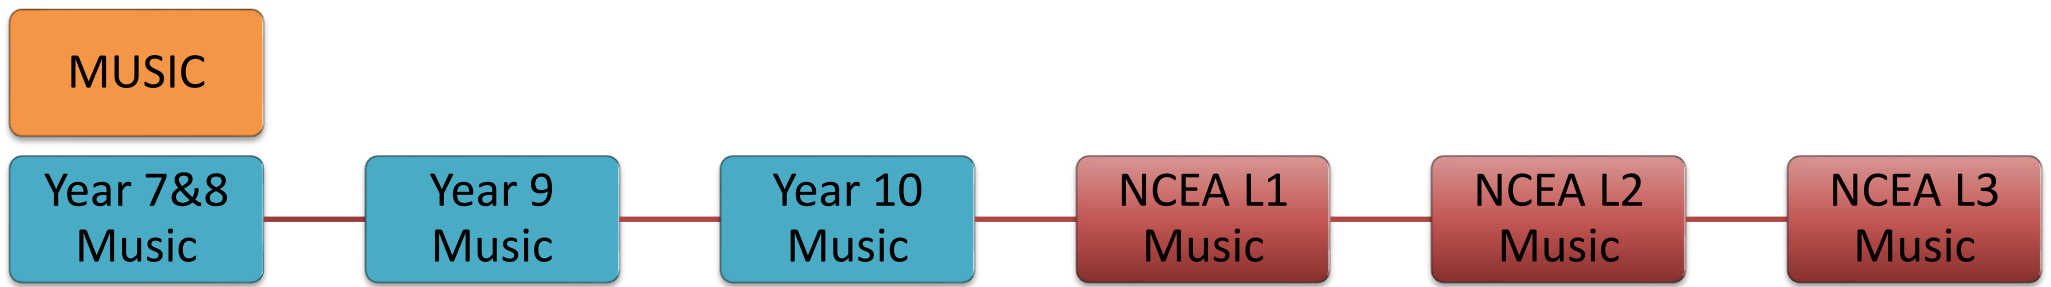 MUSIC
Year 7&8
Music
Year 9
Music
Year 10
Music
NCEA L1
Music
NCEA L2
Music
NCEA L3
Music